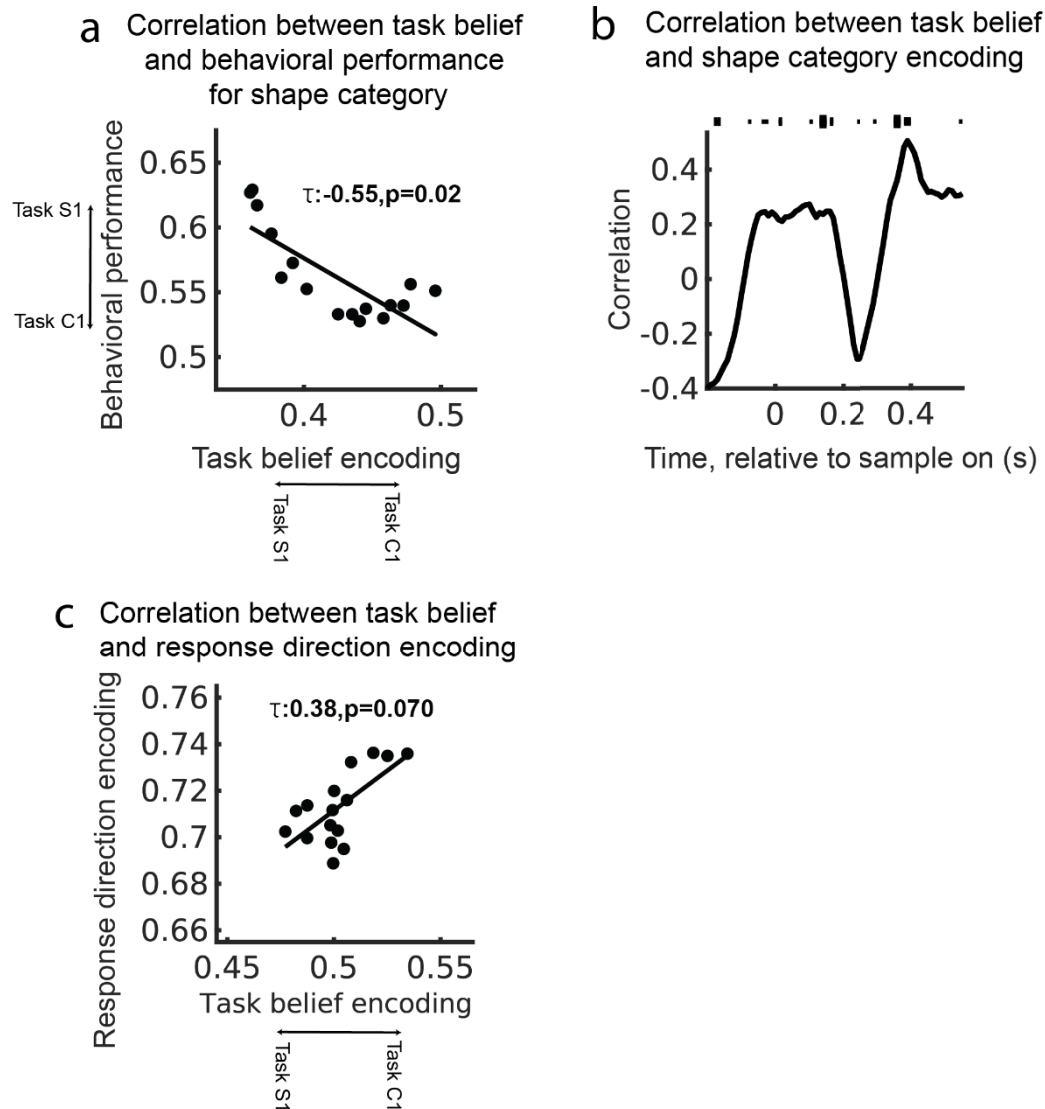 a
Correlation between task belief
and behavioral performance
for shape category
Behavioral performance
Task S1
Task C1
0.65
0.6
0.55
0.5
τ:-0.55,p=0.02
0.4
0.5
Task belief encoding
Task S1
Task C1
b
Correlation between task belief
and shape category encoding
Correlation
0.4
0.2
0
-0.2
-0.4
0
0.2
0.4
Time, relative to sample on (s)
c
Correlation between task belief
and response direction encoding
Response direction encoding
0.76
0.74
0.72
0.7
0.68
0.66
τ:0.38,p=0.070
0.45
0.5
0.55
Task belief encoding
Task S1
Task C1